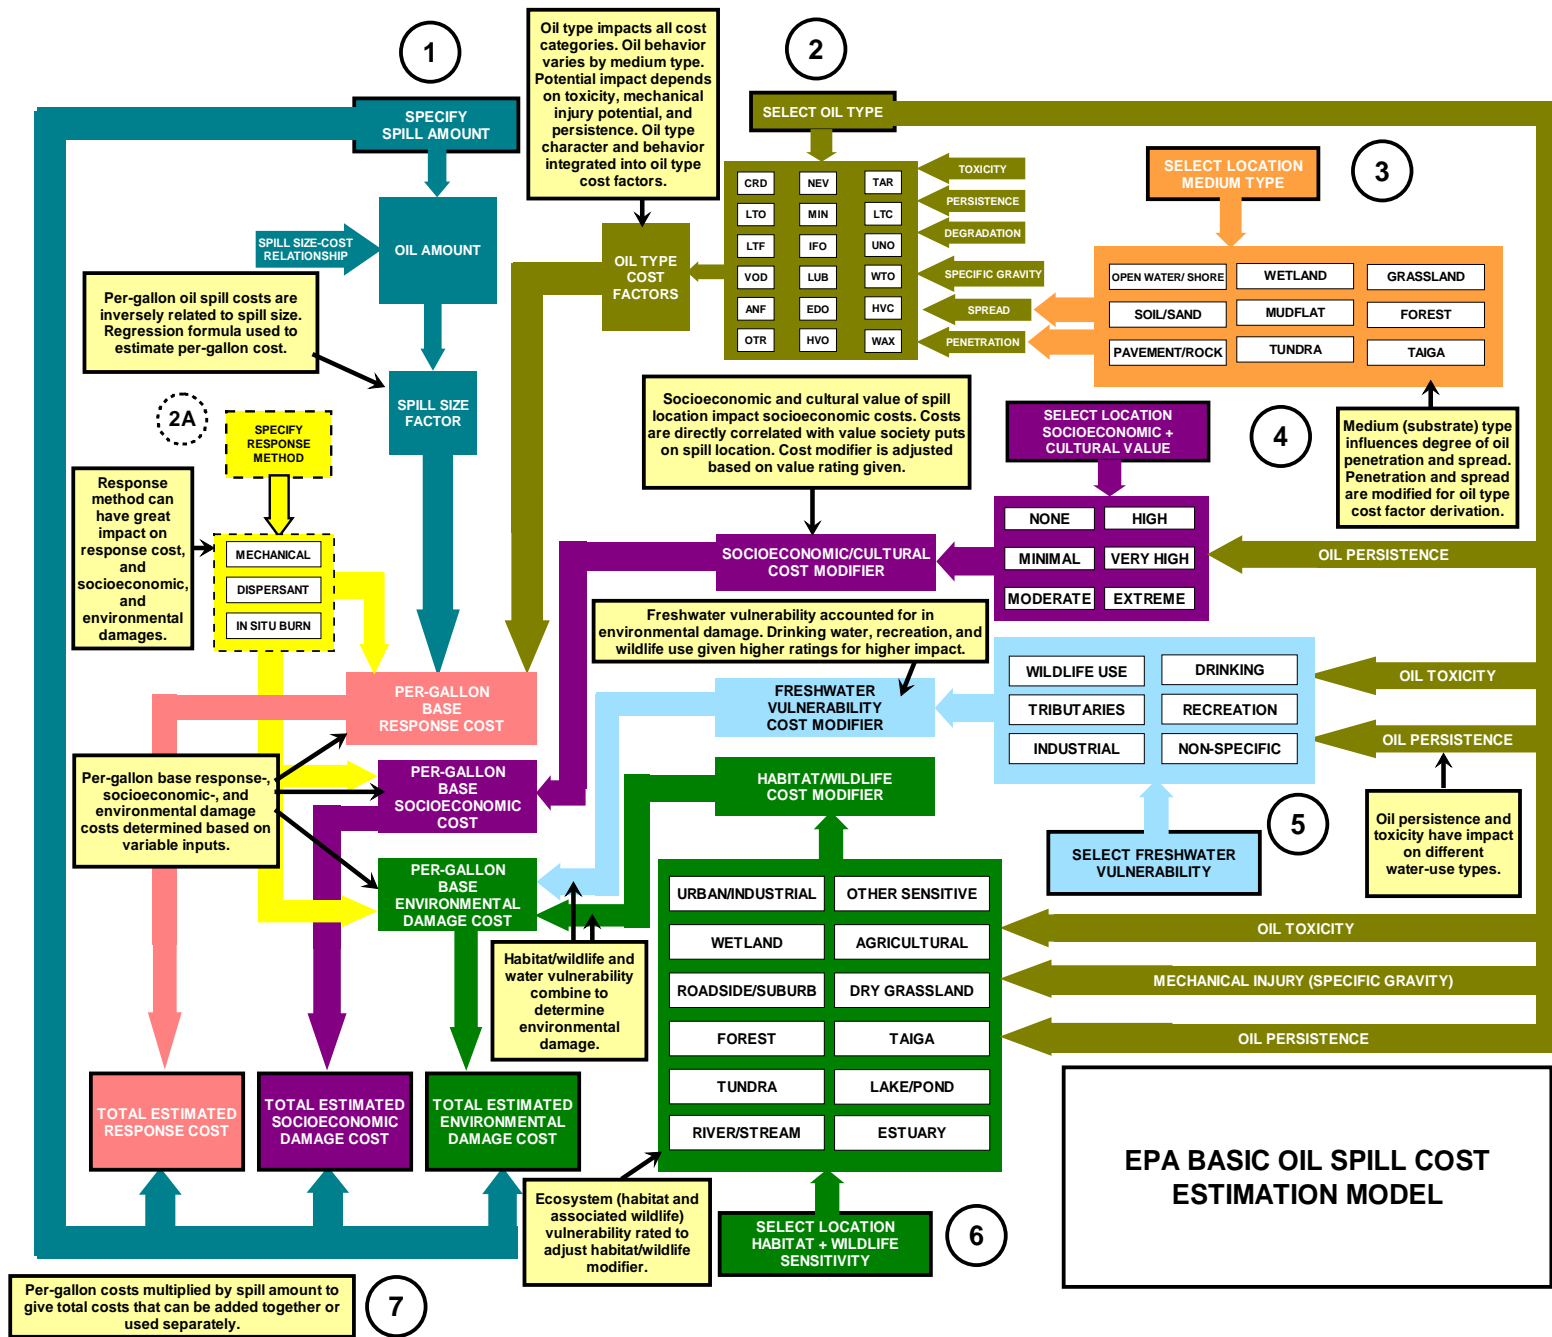 1
SPECIFY
SPILL AMOUNT
Oil type impacts all cost
categories. Oil behavior
varies by medium type.
Potential impact depends
on toxicity, mechanical
injury potential, and
persistence. Oil type
character and behavior
integrated into oil type
cost factors.
2
SELECT OIL TYPE
CRD
NEV
TAR
LTO
MIN
LTC
LTF
IFO
UNO
VOD
LUB
WTO
ANF
EDO
HVC
OTR
HVO
WAX
TOXICITY
PERSISTENCE
DEGRADATION
SPECIFIC GRAVITY
SPREAD
PENETRATION
SELECT LOCATION
MEDIUM TYPE
3
OPEN WATER/ SHORE
WETLAND
GRASSLAND
SOIL/SAND
MUDFLAT
FOREST
PAVEMENT/ROCK
TUNDRA
TAIGA
SPILL SIZE-COST
RELATIONSHIP
OIL AMOUNT
OIL TYPE
COST
FACTORS
Per-gallon oil spill costs are
inversely related to spill size.
Regression formula used to
estimate per-gallon cost.
SPILL SIZE
FACTOR
2A
SPECIFY
RESPONSE
METHOD
Response
method can
have great
impact on
response cost,
and
socioeconomic,
and
environmental
damages.
MECHANICAL
DISPERSANT
IN SITU BURN
Socioeconomic and cultural value of spill
location impact socioeconomic costs. Costs
are directly correlated with value society puts
on spill location. Cost modifier is adjusted
based on value rating given.
SELECT LOCATION
SOCIOECONOMIC +
CULTURAL VALUE
4
Medium (substrate) type
influences degree of oil
penetration and spread.
Penetration and spread
are modified for oil type
cost factor derivation.
NONE
HIGH
MINIMAL
VERY HIGH
MODERATE
EXTREME
OIL PERSISTENCE
SOCIOECONOMIC/CULTURAL
COST MODIFIER
Freshwater vulnerability accounted for in
environmental damage. Drinking water, recreation, and
wildlife use given higher ratings for higher impact.
WILDLIFE USE
DRINKING
TRIBUTARIES
RECREATION
INDUSTRIAL
NON-SPECIFIC
OIL TOXICITY
OIL PERSISTENCE
PER-GALLON
BASE
RESPONSE COST
FRESHWATER
VULNERABILITY
COST MODIFIER
Per-gallon base response-,
socioeconomic-, and
environmental damage
costs determined based on
variable inputs.
PER-GALLON
BASE
SOCIOECONOMIC
COST
HABITAT/WILDLIFE
COST MODIFIER
5
SELECT FRESHWATER
VULNERABILITY
Oil persistence and
toxicity have impact
on different
water-use types.
PER-GALLON
BASE
ENVIRONMENTAL
DAMAGE COST
URBAN/INDUSTRIAL
OTHER SENSITIVE
WETLAND
AGRICULTURAL
ROADSIDE/SUBURB
DRY GRASSLAND
FOREST
TAIGA
TUNDRA
LAKE/POND
RIVER/STREAM
ESTUARY
OIL TOXICITY
MECHANICAL INJURY (SPECIFIC GRAVITY)
OIL PERSISTENCE
Habitat/wildlife and
water vulnerability
combine to
determine
environmental
damage.
TOTAL ESTIMATED
RESPONSE COST
TOTAL ESTIMATED
SOCIOECONOMIC
DAMAGE COST
TOTAL ESTIMATED
ENVIRONMENTAL
DAMAGE COST
EPA BASIC OIL SPILL COST
ESTIMATION MODEL
Ecosystem (habitat and
associated wildlife)
vulnerability rated to
adjust habitat/wildlife
modifier.
SELECT LOCATION
HABITAT + WILDLIFE
SENSITIVITY
6
Per-gallon costs multiplied by spill amount to
give total costs that can be added together or
used separately.
7